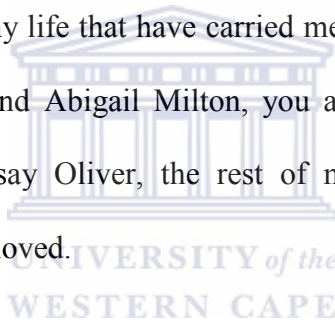 ny life that have carried me
nd Abigail Milton, you a
say Oliver, the rest of m
oved.
UNIVERSITY of the
WESTERN CAPE